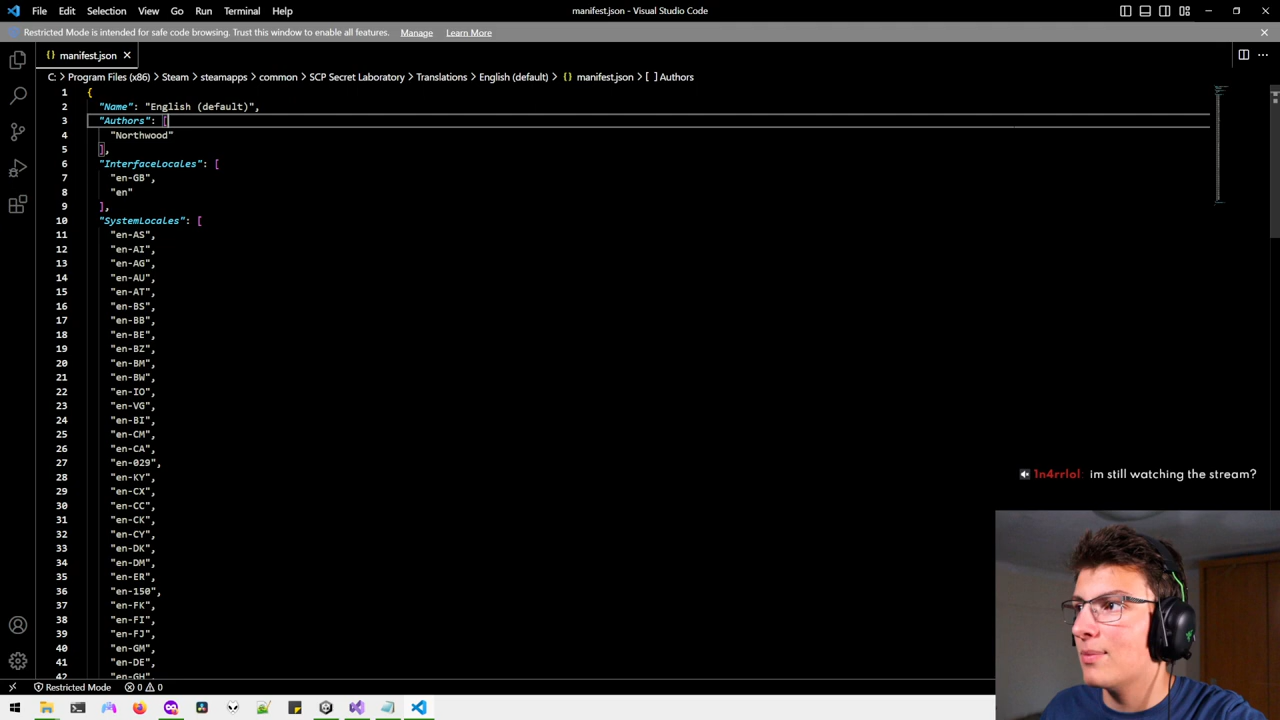 File Edit Selection View Go Run Terminal Help manifest.json - Visual Studio Code
Restricted Mode is intended for safe code browsing. Trust this window to enable all features. Manage Learn More
{} manifest.json
C: > Program Files (x86) > Steam > steamapps > common > SCP Secret Laboratory > Translations > English (default) > {} manifest.json > [ ] Authors
1 {
2 "Name": "English (default)",
3 "Authors": [
4 "Northwood"
5 ],
6 "InterfaceLocales": [
7 "en-GB",
8 "en"
9 ],
10 "SystemLocales": [
11 "en-AS",
12 "en-AI",
13 "en-AG",
14 "en-AU",
15 "en-AT",
16 "en-BS",
17 "en-BB",
18 "en-BE",
19 "en-BZ",
20 "en-BM",
21 "en-BW",
22 "en-IO",
23 "en-VG",
24 "en-BI",
25 "en-CM",
26 "en-CA",
27 "en-029",
28 "en-KY",
29 "en-CX",
30 "en-CC",
31 "en-CK",
32 "en-CY",
33 "en-DK",
34 "en-DM",
35 "en-ER",
36 "en-150",
37 "en-FK",
38 "en-FI",
39 "en-FJ",
40 "en-GM",
41 "en-DE",
42 "en-GH",
1n4rrlol: im still watching the stream?
Restricted Mode 0 0